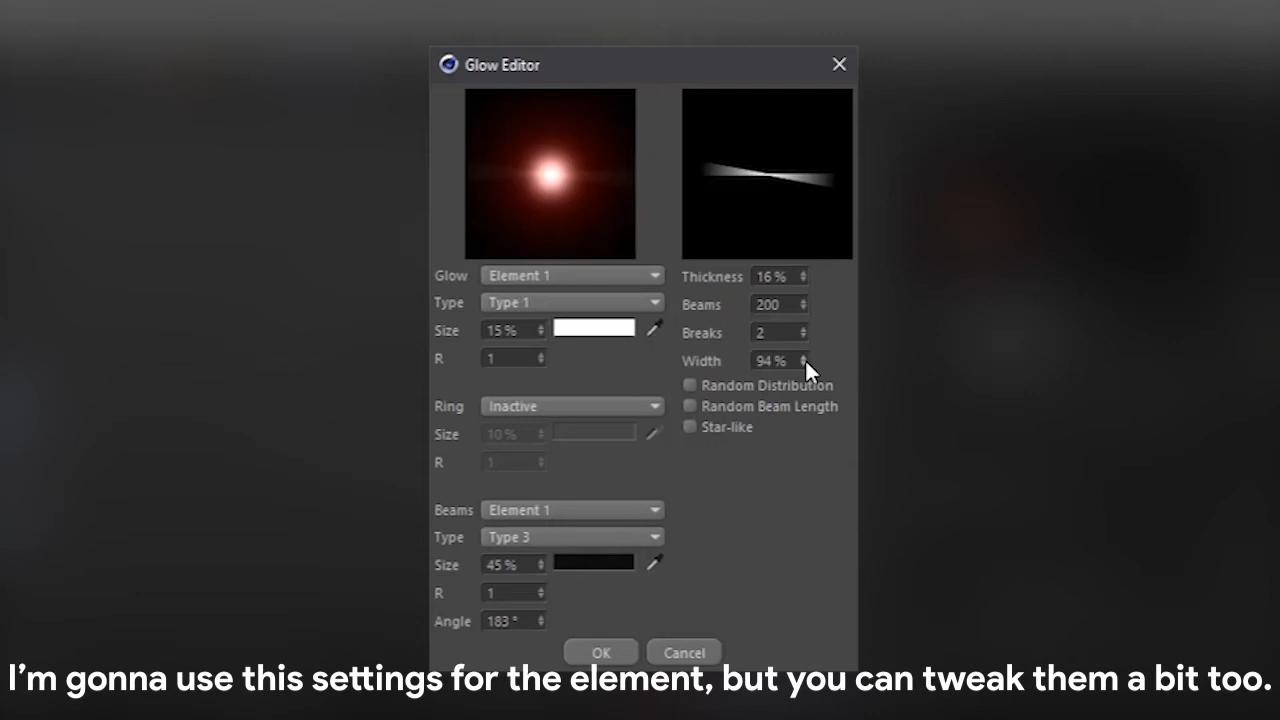 Glow Editor
Glow Element 1
Type Type 1
Size 15 %
R 1
Thickness 16 %
Beams 200
Breaks 2
Width 94 %
Random Distribution
Random Beam Length
Star-like
Ring Inactive
Size 10 %
R 1
Beams Element 1
Type Type 3
Size 45 %
R 1
Angle 183 °
OK Cancel
I’m gonna use this settings for the element, but you can tweak them a bit too.